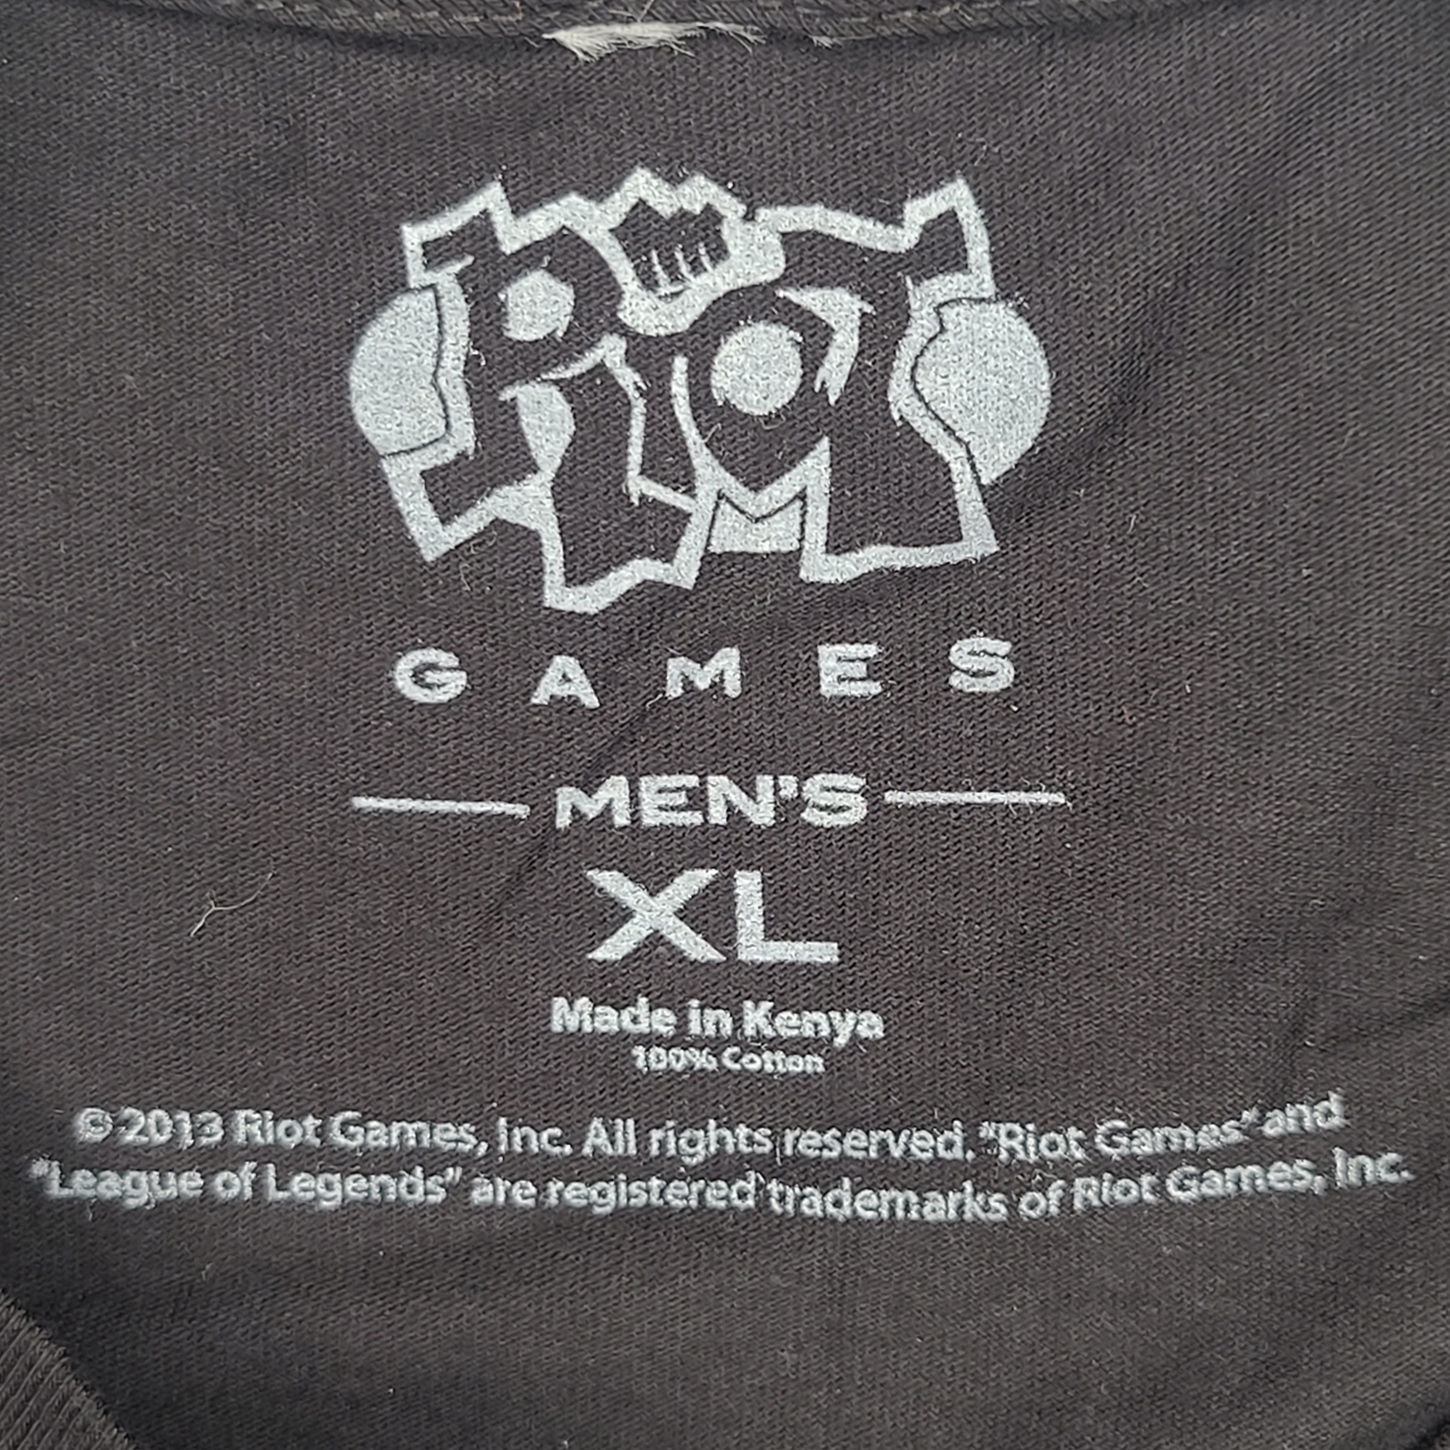 RIOT
GAMES
MEN'S
XL
Made in Kenya
100% Cotton
© 2013 Riot Games, Inc. All rights reserved. "Riot Games" and
"League of Legends" are registered trademarks of Riot Games, Inc.